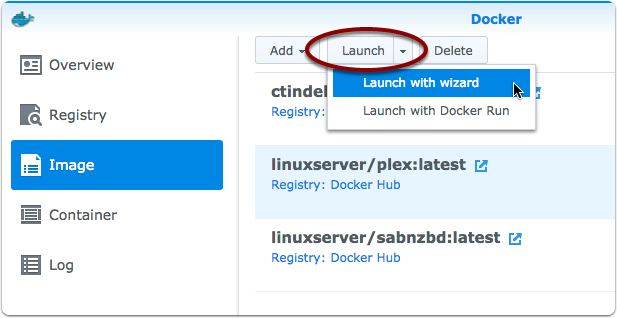 Docker
Add Launch Delete
Launch with wizard
Launch with Docker Run
Overview
Registry
Image
Container
Log
Registry:
linuxserver/plex:latest
Registry: Docker Hub
linuxserver/sabnzbd:latest
Registry: Docker Hub